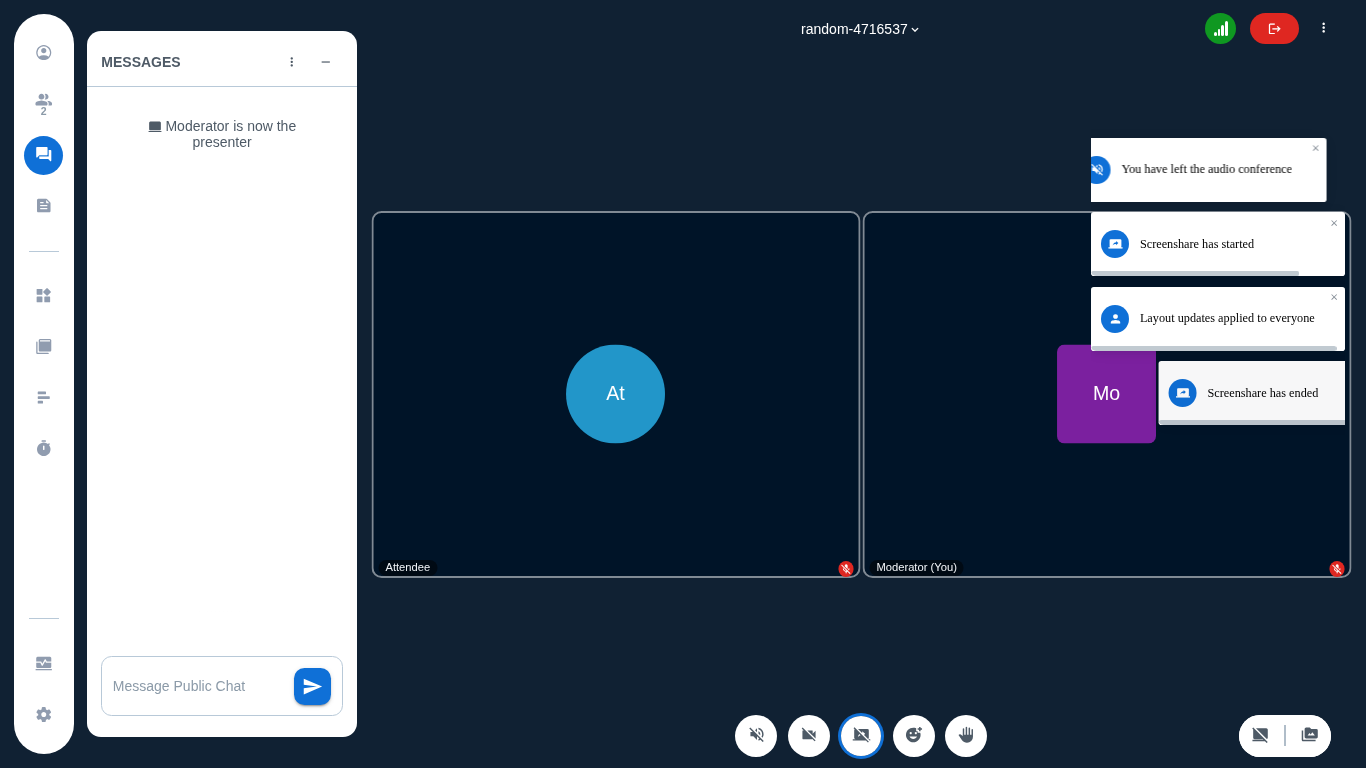 random-4716537
MESSAGES
2
Moderator is now the
presenter
You have left the audio conference
Screenshare has started
Layout updates applied to everyone
Screenshare has ended
At
Mo
Attendee
Moderator (You)
Message Public Chat